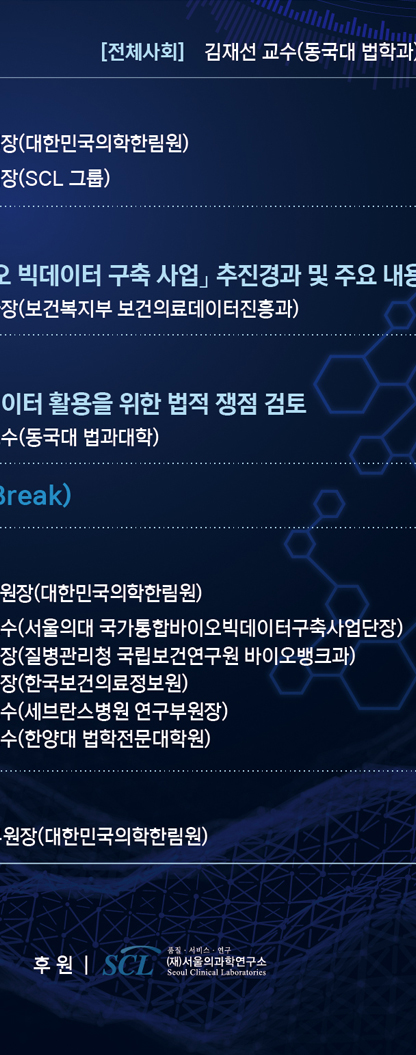 [전체사회] 김재선 교수(동국대 법학과)
장(대한민국의학한림원)
장(SCL 그룹)
오 빅데이터 구축 사업」 추진경과 및 주요 내용
장(보건복지부 보건의료데이터진흥과)
이터 활용을 위한 법적 쟁점 검토
수(동국대 법과대학)
Break)
원장(대한민국의학한림원)
수(서울의대 국가통합바이오빅데이터구축사업단장)
장(질병관리청 국립보건연구원 바이오뱅크과)
장(한국보건의료정보원)
수(세브란스병원 연구부원장)
수(한양대 법학전문대학원)
원장(대한민국의학한림원)
후 원 | SCL 품질 · 서비스 · 연구
(재)서울의과학연구소
Seoul Clinical Laboratories